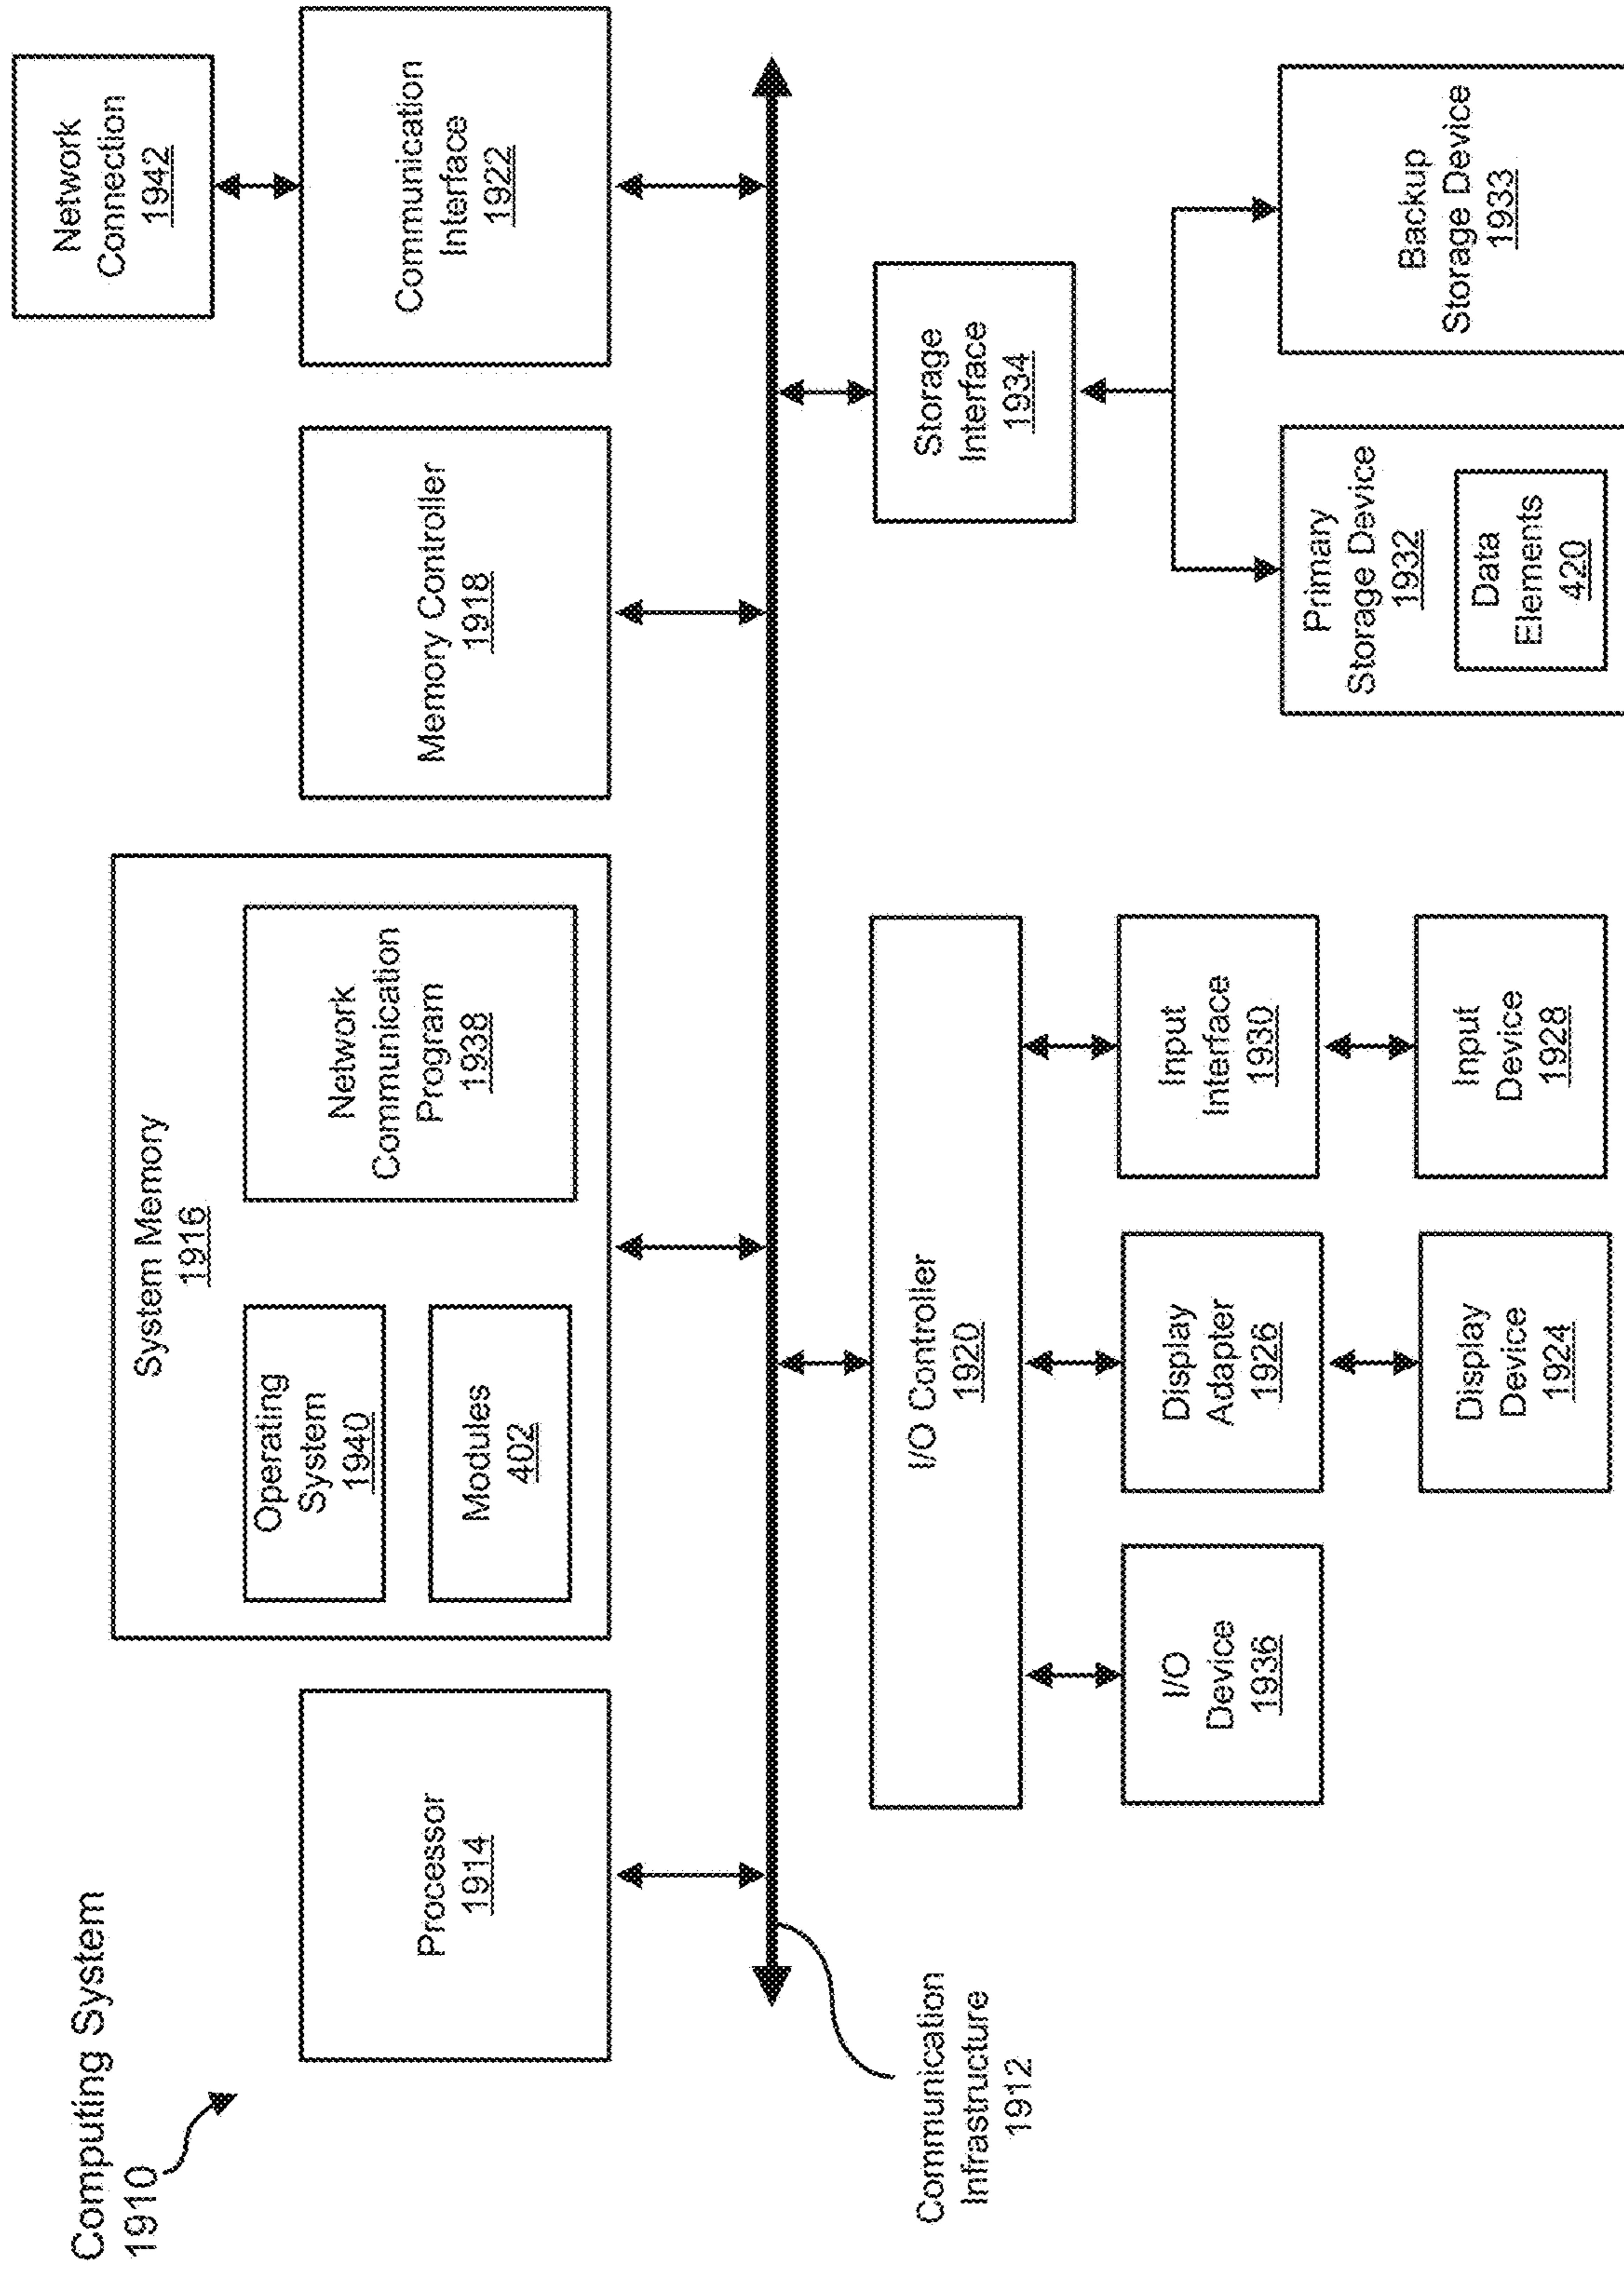 Computing System
1910
Processor
1914
System Memory
1916
Operating
System
1940
Modules
402
Network
Communication
Program
1938
Memory Controller
1918
Network
Connection
1942
Communication
Interface
1922
Communication
Infrastructure
1912
I/O Controller
1920
Storage
Interface
1934
I/O
Device
1936
Display
Adapter
1926
Input
Interface
1930
Display
Device
1924
Input
Device
1928
Primary
Storage Device
1932
Data
Elements
420
Backup
Storage Device
1933